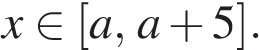 x ∈ [a, a + 5].